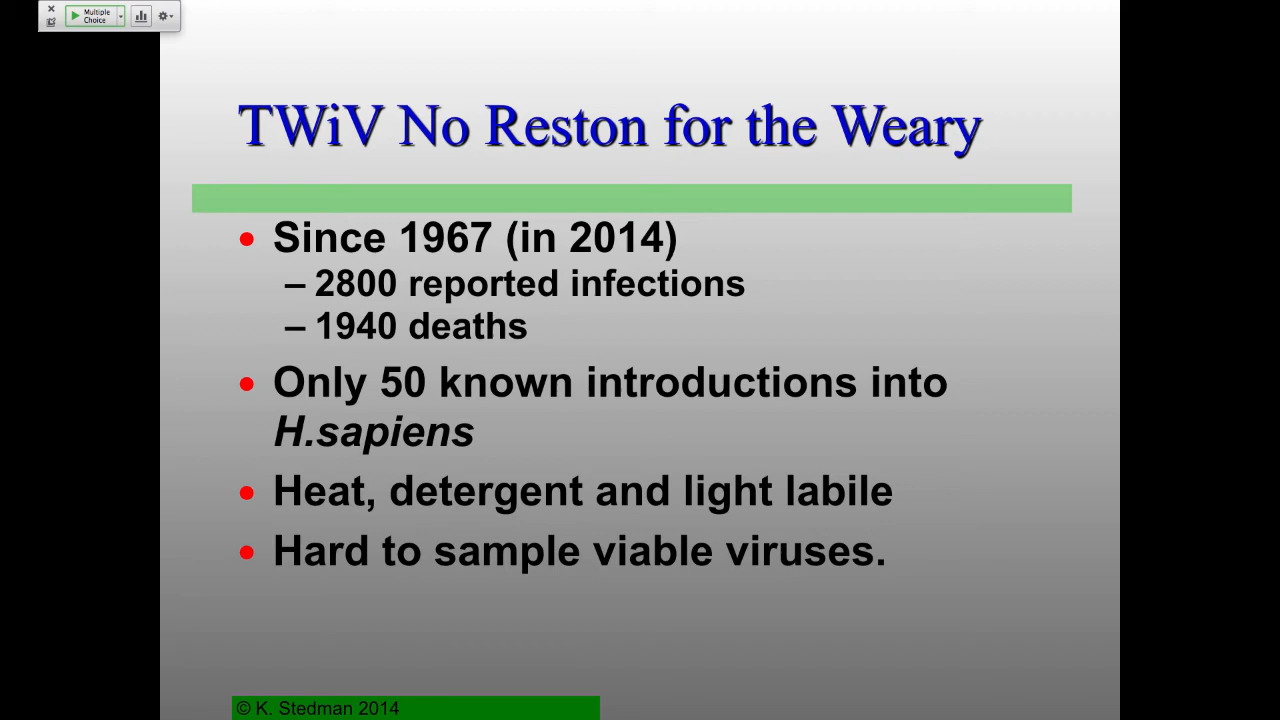 Multiple
Choice
TWiV No Reston for the Weary
• Since 1967 (in 2014)
– 2800 reported infections
– 1940 deaths
• Only 50 known introductions into
H.sapiens
• Heat, detergent and light labile
• Hard to sample viable viruses.
© K. Stedman 2014